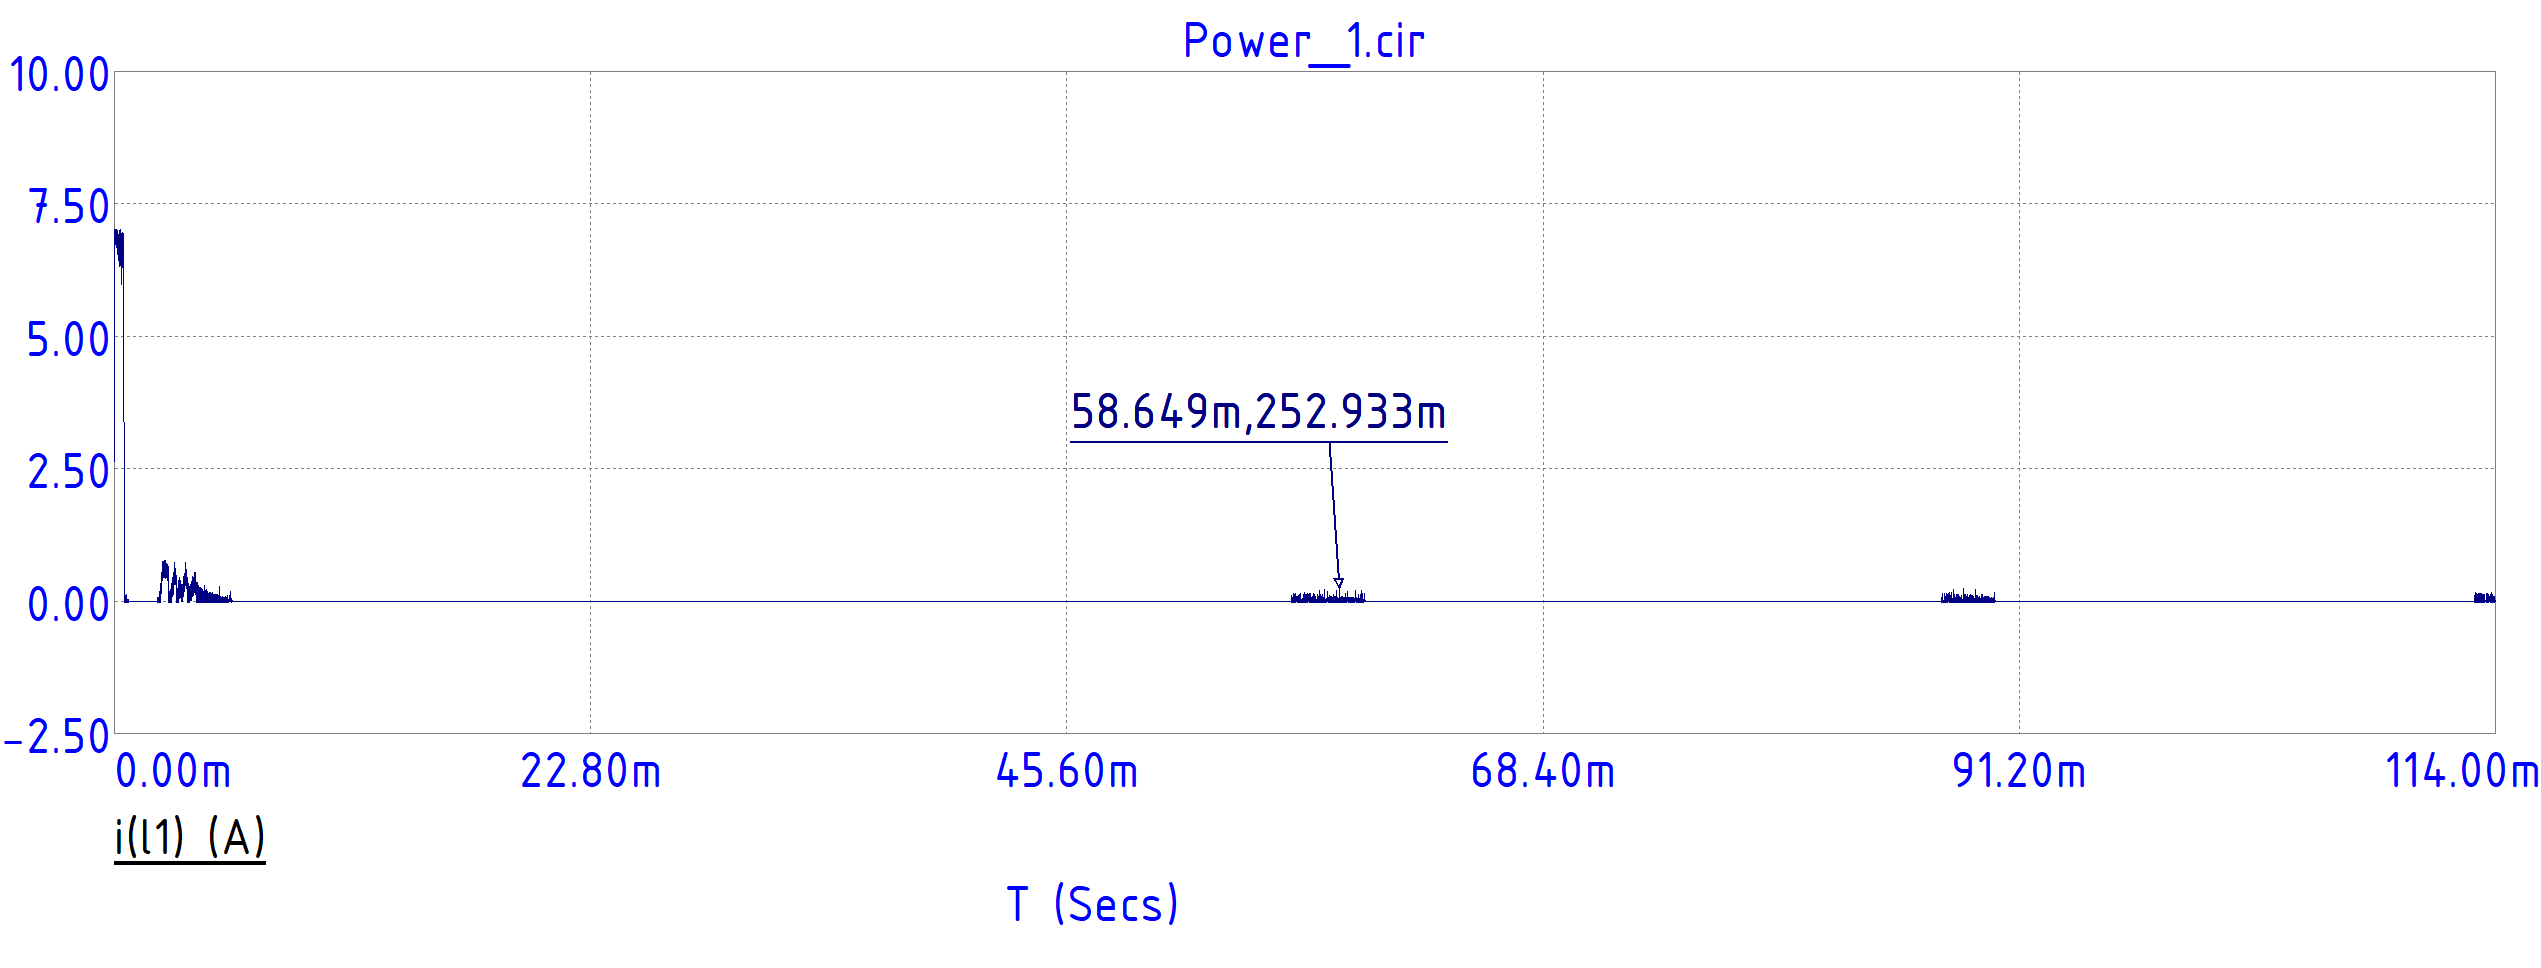 Power_1.cir
10.00
7.50
5.00
58.649m,252.933m
2.50
0.00
-2.50
0.00m 22.80m 45.60m 68.40m 91.20m 114.00m
i(l1) (A)
T (Secs)